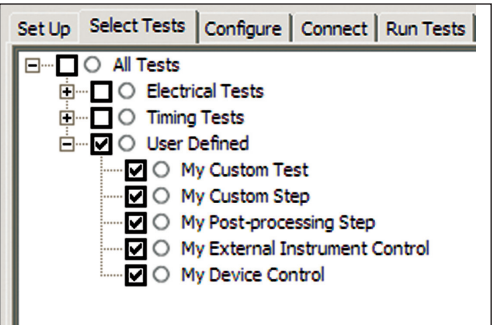 Set Up Select Tests Configure Connect Run Tests
All Tests
Electrical Tests
Timing Tests
User Defined
My Custom Test
My Custom Step
My Post-processing Step
My External Instrument Control
My Device Control